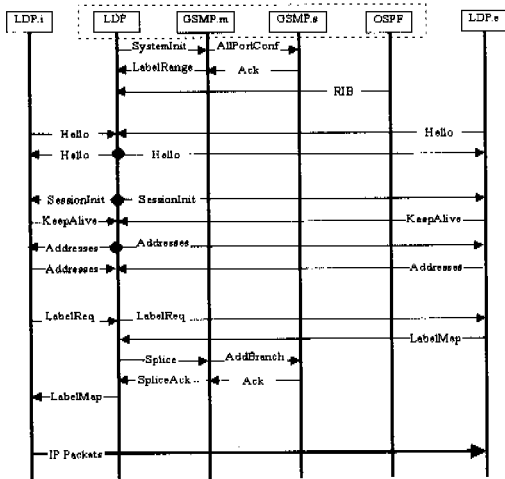 LDP.i LDP GSMP.m GSMP.s OSPF LDP.e
SystemInit AllPortConf
LabelRange Ack
RIB
Hello Hello
Hello Hello
SessionInit SessionInit
KeepAlive KeepAlive
Addresses Addresses
Addresses Addresses
LabelReq LabelReq
LabelMap
Splice AddBranch
SpliceAck Ack
LabelMap
IP Packets